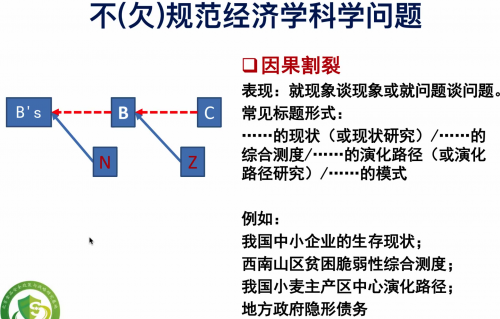 不(欠)规范经济学科学问题
❑因果割裂
表现：就现象谈现象或就问题谈问题。
常见标题形式：
……的现状（或现状研究）/……的
综合测度/……的演化路径（或演化
路径研究）/……的模式
B's B C
N Z
例如：
我国中小企业的生存现状；
西南山区贫困脆弱性综合测度；
我国小麦主产区中心演化路径；
地方政府隐形债务